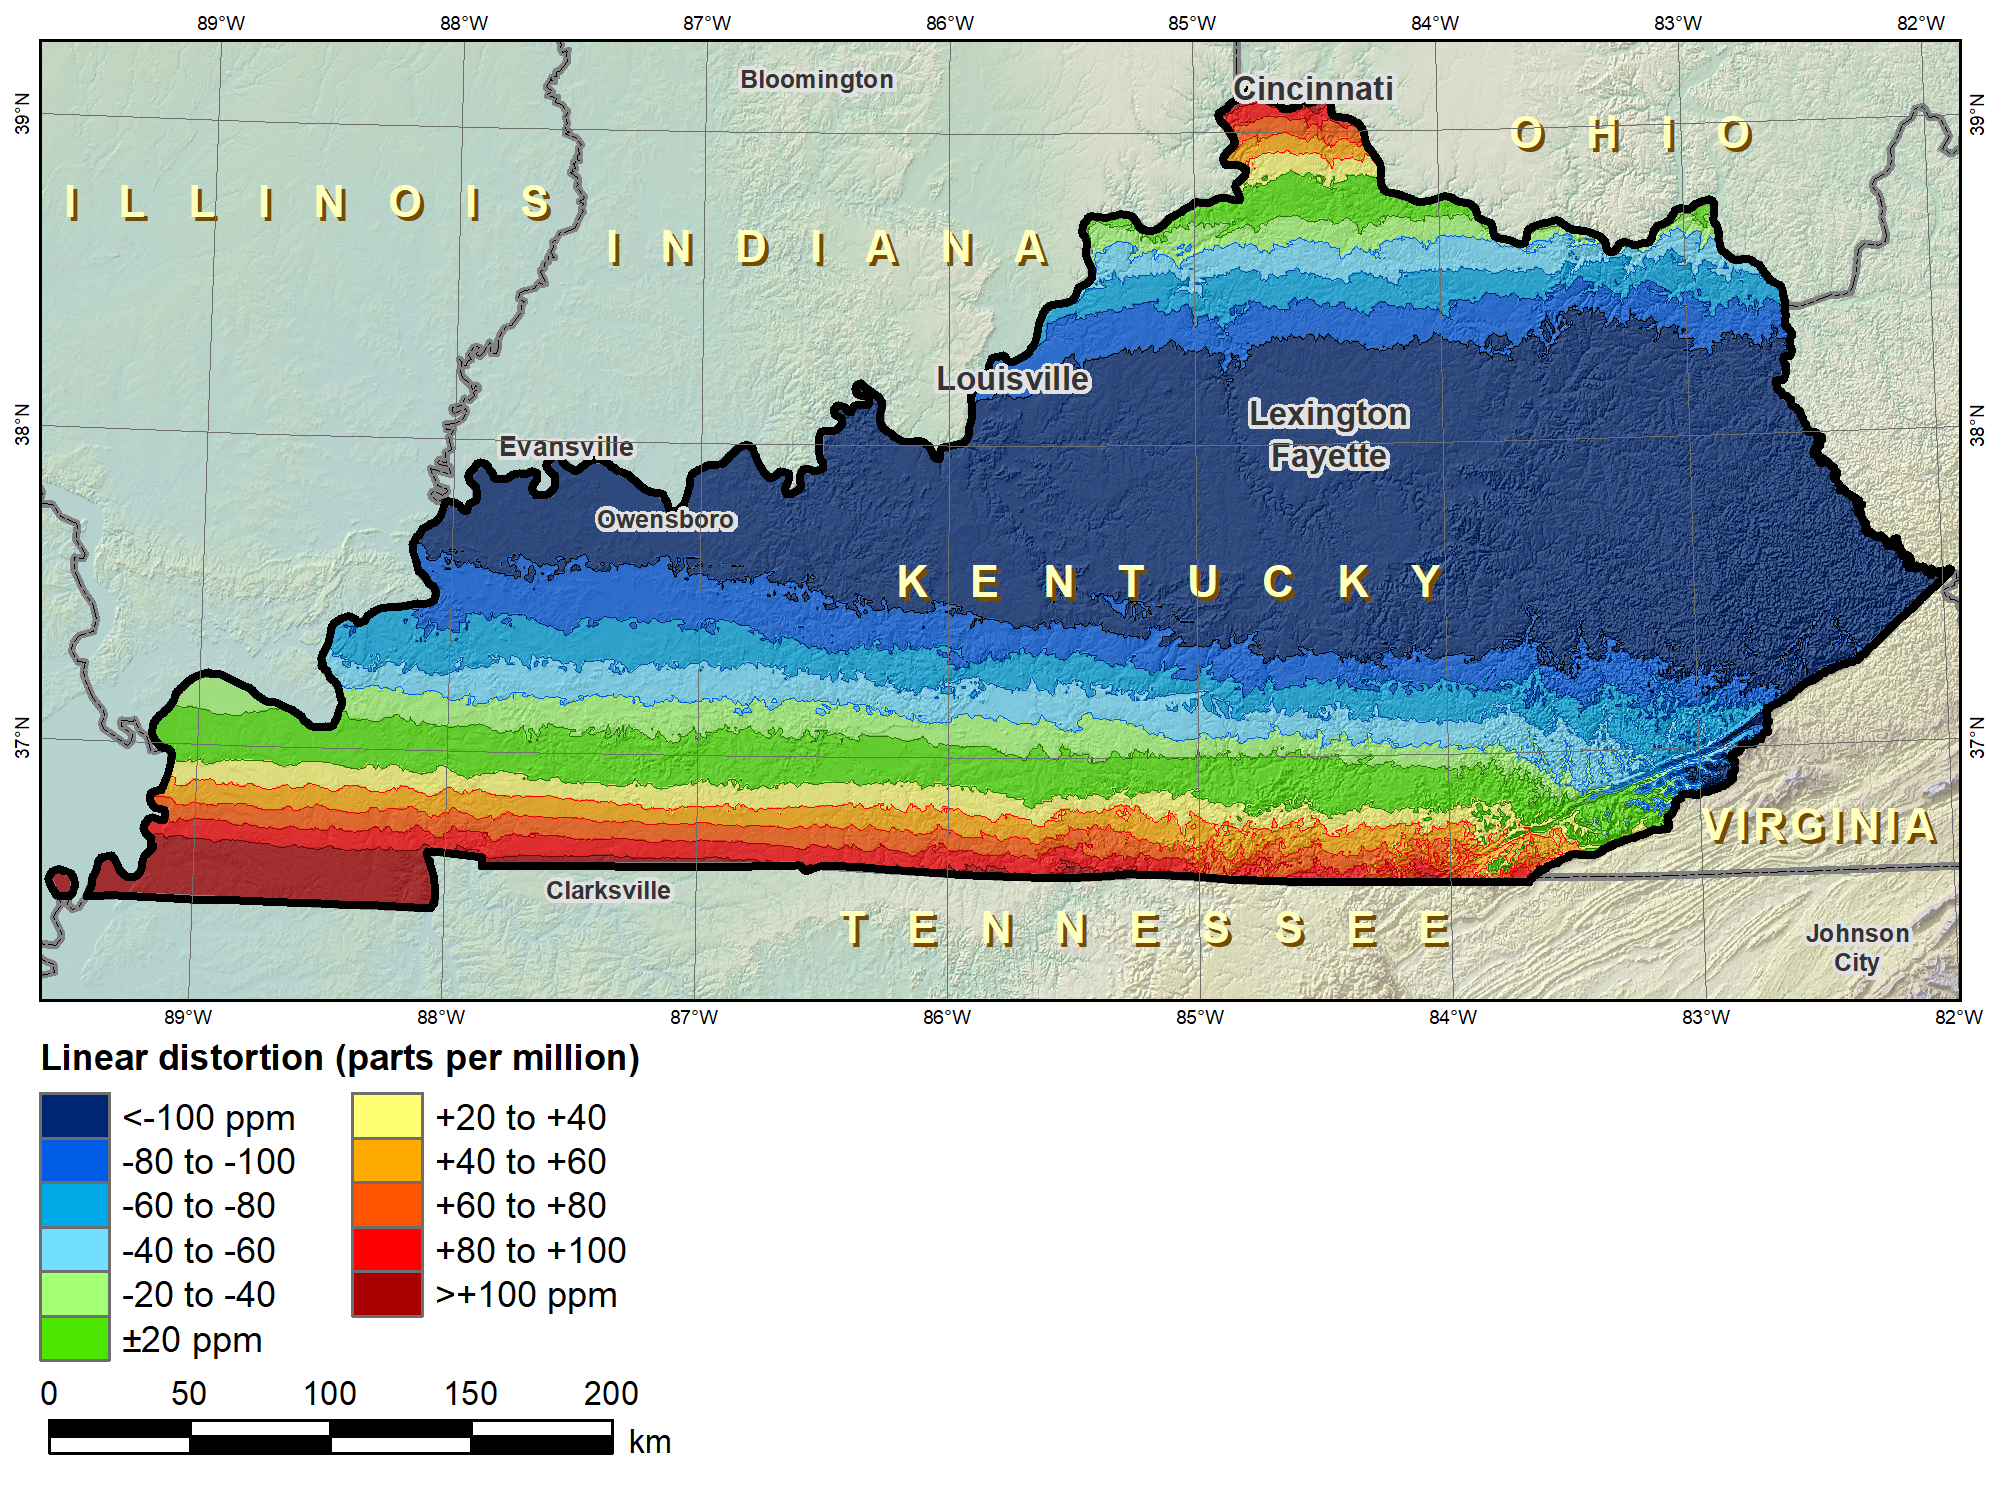 89°W 88°W 87°W 86°W 85°W 84°W 83°W 82°W
Bloomington
Cincinnati
39°N
39°N
O H I O
I L L I N O I S
I N D I A N A
Louisville
Lexington
Fayette
38°N
38°N
Evansville
Owensboro
K E N T U C K Y
37°N
37°N
VIRGINIA
Clarksville
T E N N E S S E E
Johnson
City
89°W 88°W 87°W 86°W 85°W 84°W 83°W 82°W
Linear distortion (parts per million)
<-100 ppm
-80 to -100
-60 to -80
-40 to -60
-20 to -40
±20 ppm
+20 to +40
+40 to +60
+60 to +80
+80 to +100
>+100 ppm
0 50 100 150 200
km